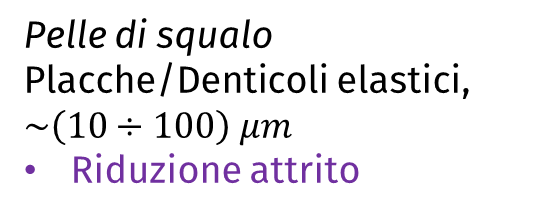 Pelle di squalo
Placche/Denticoli elastici,
~(10 ÷ 100) μm
• Riduzione attrito